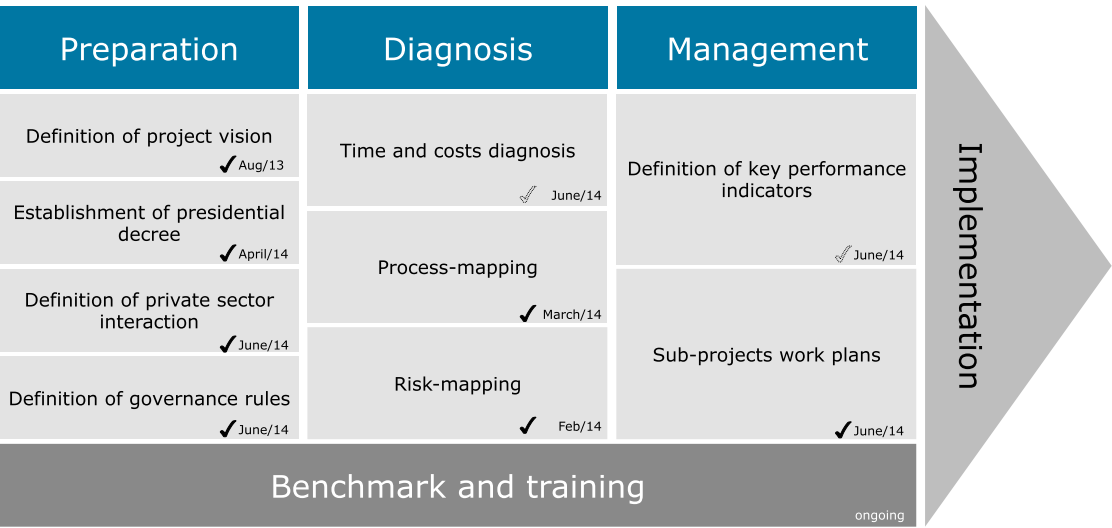 Preparation
Definition of project vision
✔ Aug/13
Establishment of presidential
decree
✔ April/14
Definition of private sector
interaction
✔ June/14
Definition of governance rules
✔ June/14
Diagnosis
Time and costs diagnosis
June/14
Process-mapping
✔ March/14
Risk-mapping
✔ Feb/14
Management
Definition of key performance
indicators
June/14
Sub-projects work plans
✔ June/14
Implementation
Benchmark and training
ongoing